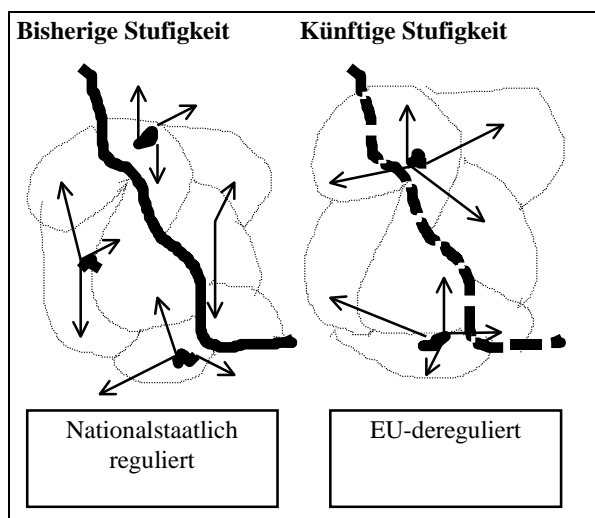 Bisherige Stufigkeit
Künftige Stufigkeit
Nationalstaatlich
reguliert
EU-dereguliert